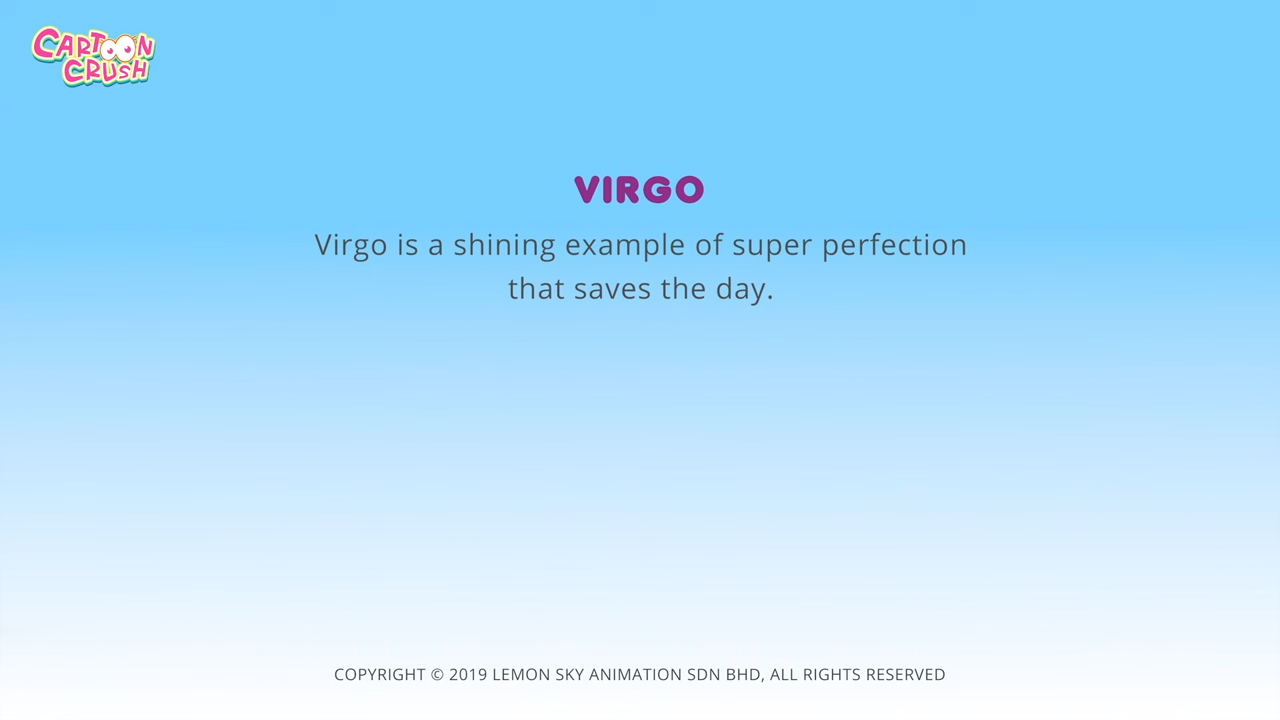 CARTOON
CRUSH
VIRGO
Virgo is a shining example of super perfection
that saves the day.
COPYRIGHT © 2019 LEMON SKY ANIMATION SDN BHD, ALL RIGHTS RESERVED